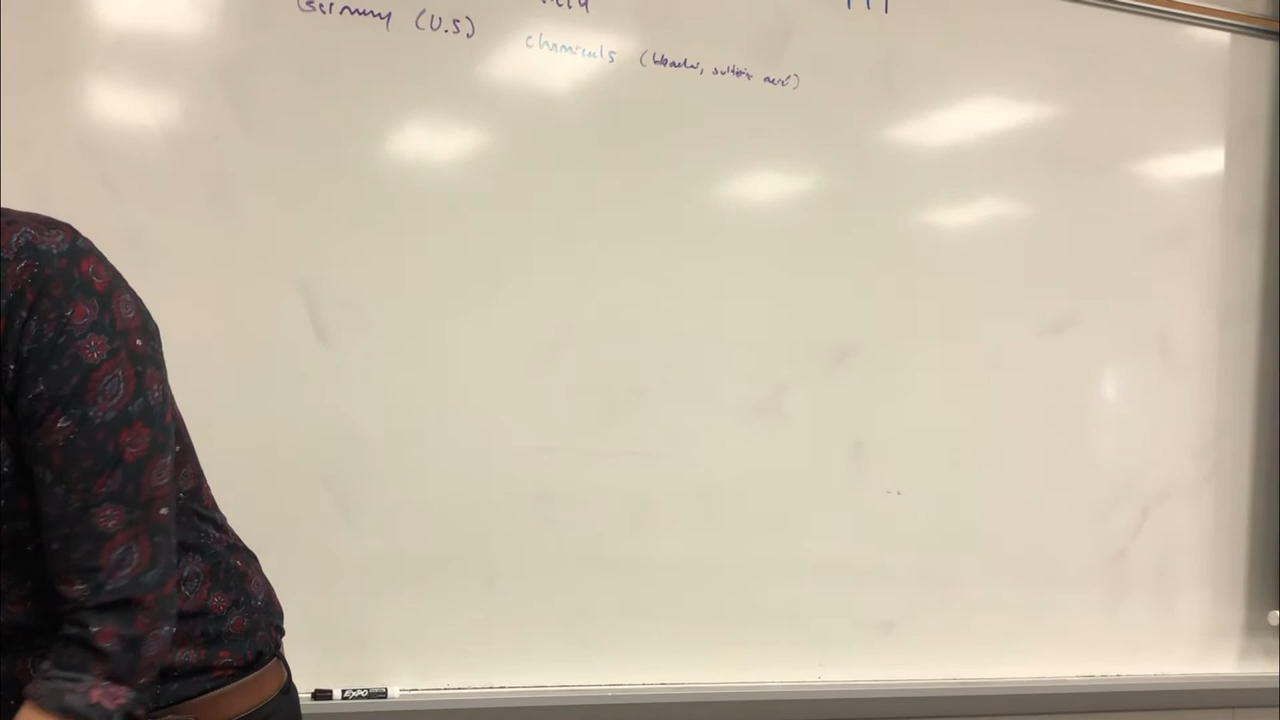 Germany (U.S)
chemicals (bleach, sulfuric acid)
EXPO